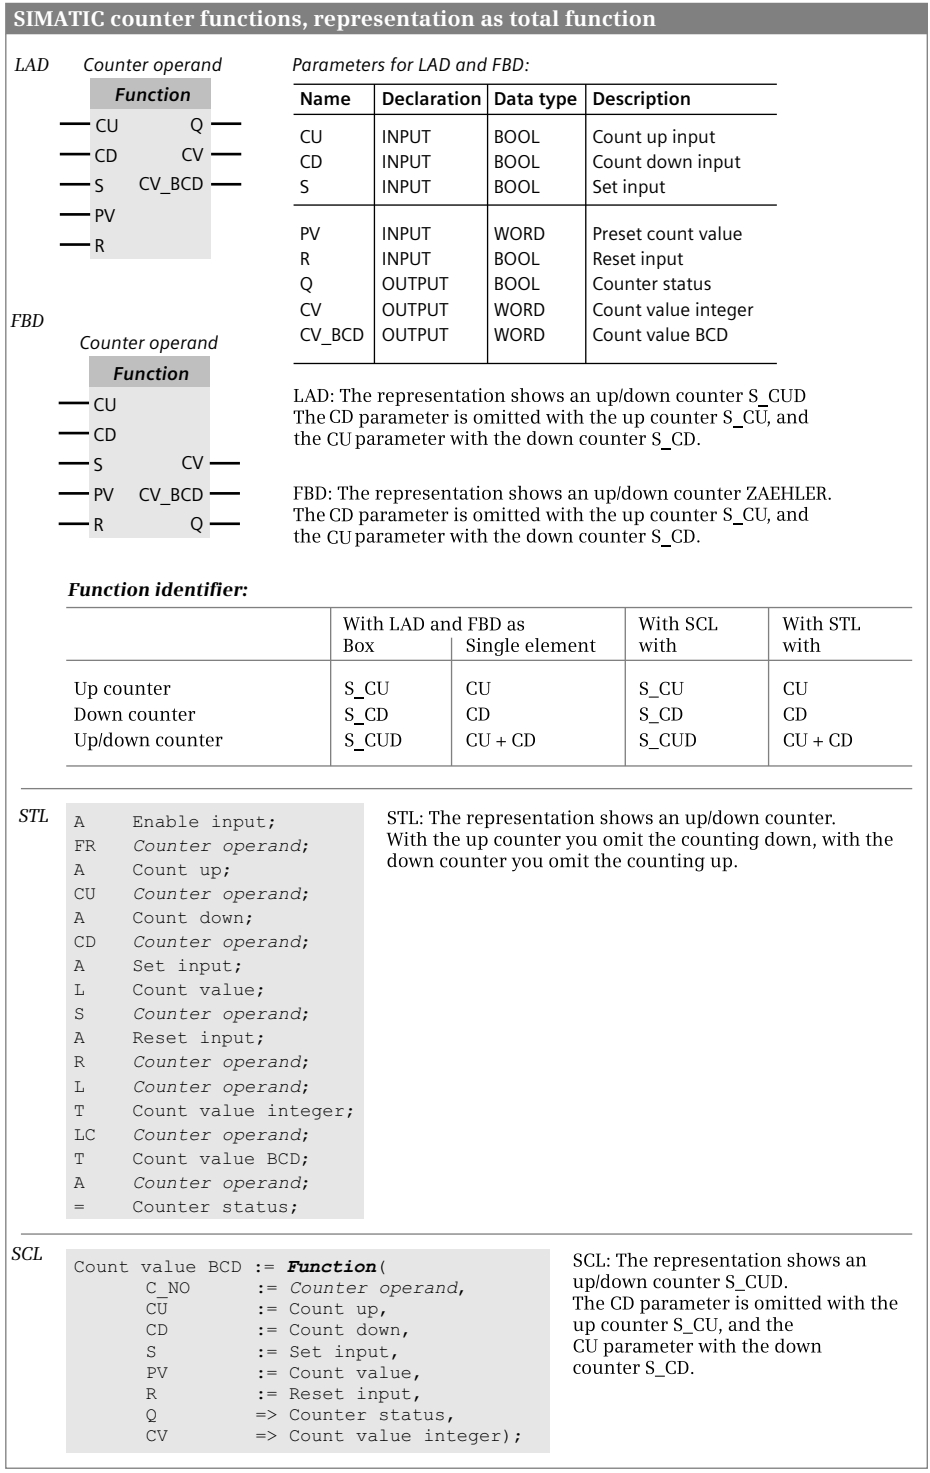 SIMATIC counter functions, representation as total function
LAD
Counter operand
Function
CU Q
CD CV
S CV_BCD
PV
R
Parameters for LAD and FBD:
Name Declaration Data type Description
CU INPUT BOOL Count up input
CD INPUT BOOL Count down input
S INPUT BOOL Set input
PV INPUT WORD Preset count value
R INPUT BOOL Reset input
Q OUTPUT BOOL Counter status
CV OUTPUT WORD Count value integer
CV_BCD OUTPUT WORD Count value BCD
FBD
Counter operand
Function
CU
CD
S CV
PV CV_BCD
R Q
LAD: The representation shows an up/down counter S_CUD
The CD parameter is omitted with the up counter S_CU, and
the CU parameter with the down counter S_CD.
FBD: The representation shows an up/down counter ZAEHLER.
The CD parameter is omitted with the up counter S_CU, and
the CU parameter with the down counter S_CD.
Function identifier:
With LAD and FBD as With SCL With STL
Box Single element with with
Up counter S_CU CU S_CU CU
Down counter S_CD CD S_CD CD
Up/down counter S_CUD CU + CD S_CUD CU + CD
STL
A Enable input;
FR Counter operand;
A Count up;
CU Counter operand;
A Count down;
CD Counter operand;
A Set input;
L Count value;
S Counter operand;
A Reset input;
R Counter operand;
L Counter operand;
T Count value integer;
LC Counter operand;
T Count value BCD;
A Counter operand;
= Counter status;
STL: The representation shows an up/down counter.
With the up counter you omit the counting down, with the
down counter you omit the counting up.
SCL
Count value BCD := Function(
C_NO := Counter operand,
CU := Count up,
CD := Count down,
S := Set input,
PV := Count value,
R := Reset input,
Q => Counter status,
CV => Count value integer);
SCL: The representation shows an
up/down counter S_CUD.
The CD parameter is omitted with the
up counter S_CU, and the
CU parameter with the down
counter S_CD.